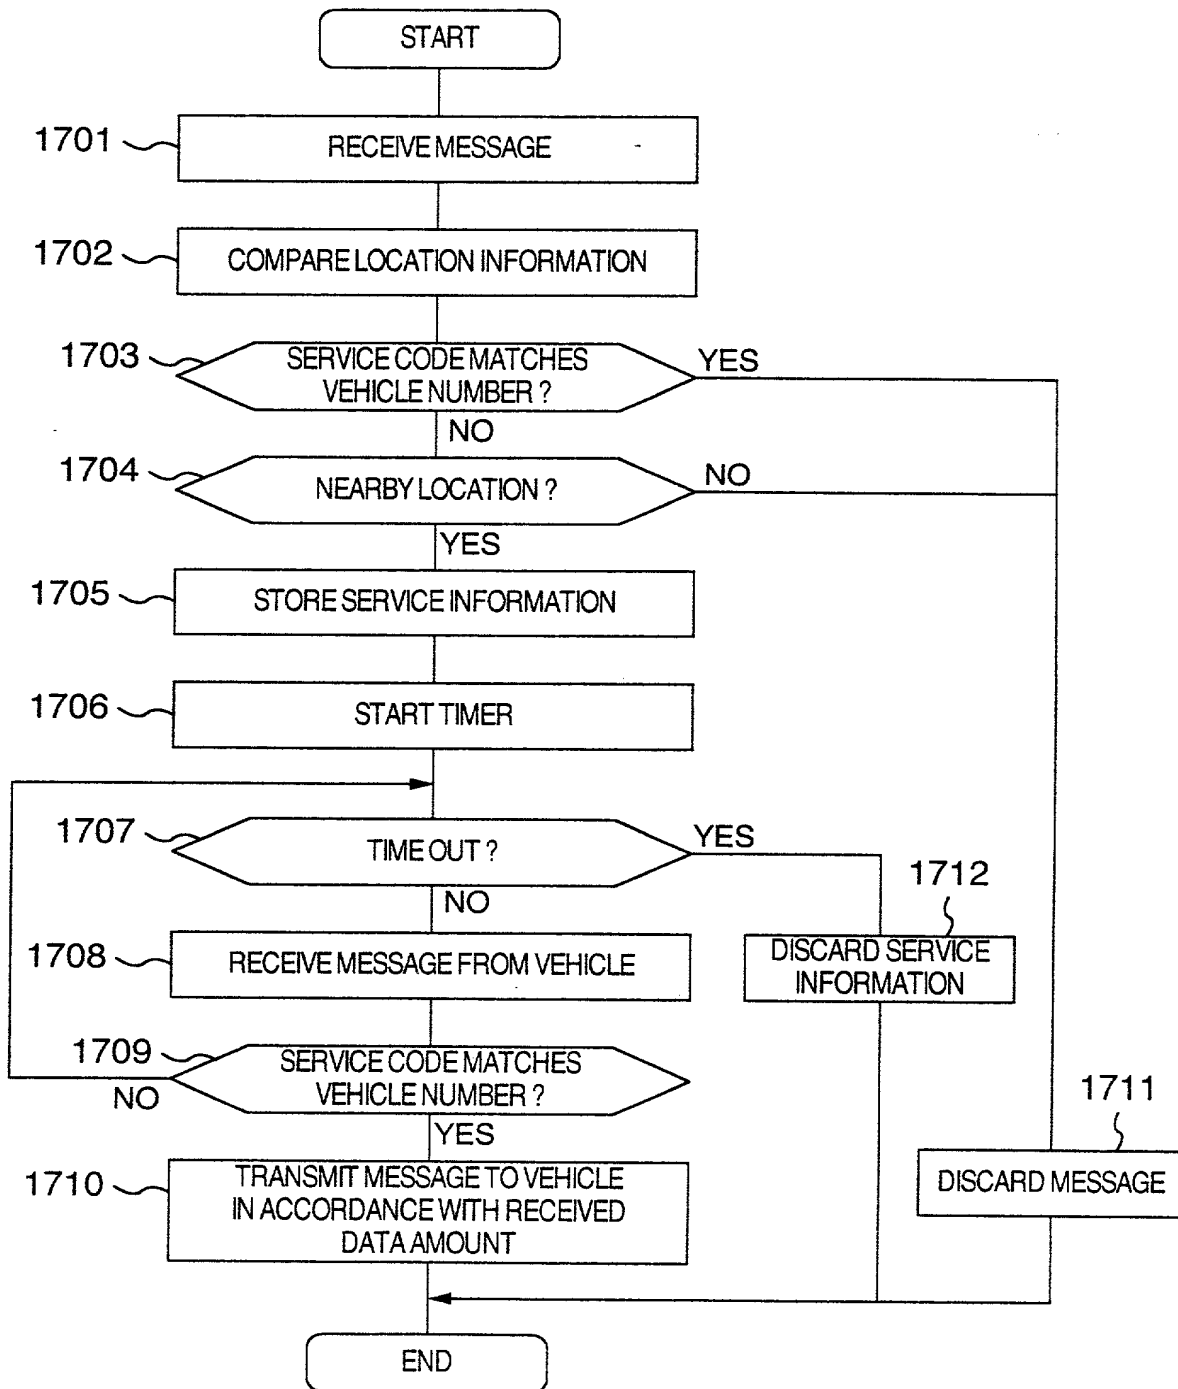 START
1701
RECEIVE MESSAGE
1702
COMPARE LOCATION INFORMATION
1703
SERVICE CODE MATCHES
VEHICLE NUMBER ?
YES
NO
1704
NEARBY LOCATION ?
NO
YES
1705
STORE SERVICE INFORMATION
1706
START TIMER
1707
TIME OUT ?
YES
NO
1712
DISCARD SERVICE
INFORMATION
1708
RECEIVE MESSAGE FROM VEHICLE
1709
SERVICE CODE MATCHES
VEHICLE NUMBER ?
NO
YES
1711
DISCARD MESSAGE
1710
TRANSMIT MESSAGE TO VEHICLE
IN ACCORDANCE WITH RECEIVED
DATA AMOUNT
END